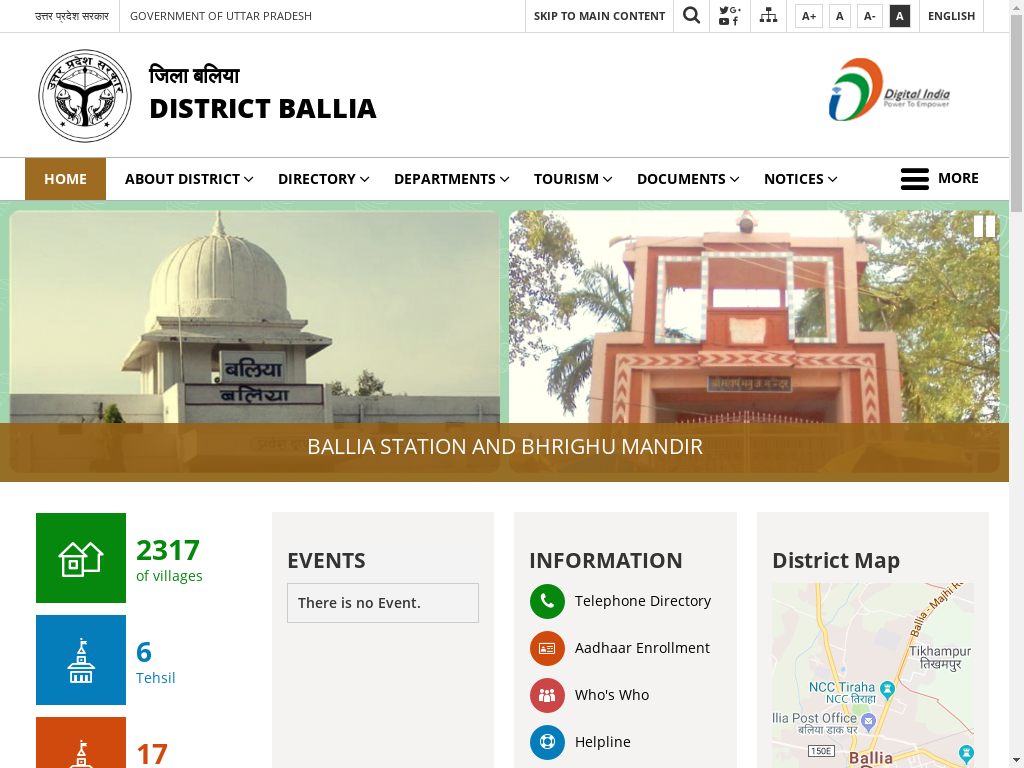 उत्तर प्रदेश सरकार
GOVERNMENT OF UTTAR PRADESH
SKIP TO MAIN CONTENT
A+
A
A-
A
ENGLISH
उत्तर प्रदेश सरकार
जिला बलिया
DISTRICT BALLIA
Digital India
Power To Empower
HOME
ABOUT DISTRICT
DIRECTORY
DEPARTMENTS
TOURISM
DOCUMENTS
NOTICES
MORE
बलिया
बलिया
BALLIA STATION AND BHRIGHU MANDIR
2317
of villages
6
Tehsil
17
EVENTS
There is no Event.
INFORMATION
Telephone Directory
Aadhaar Enrollment
Who's Who
Helpline
District Map
Ballia - Majhi R
Tikhampur
तिखमपुर
NCC Tiraha
NCC तिराहा
llia Post Office
बलिया डाक घर
150E
Ballia